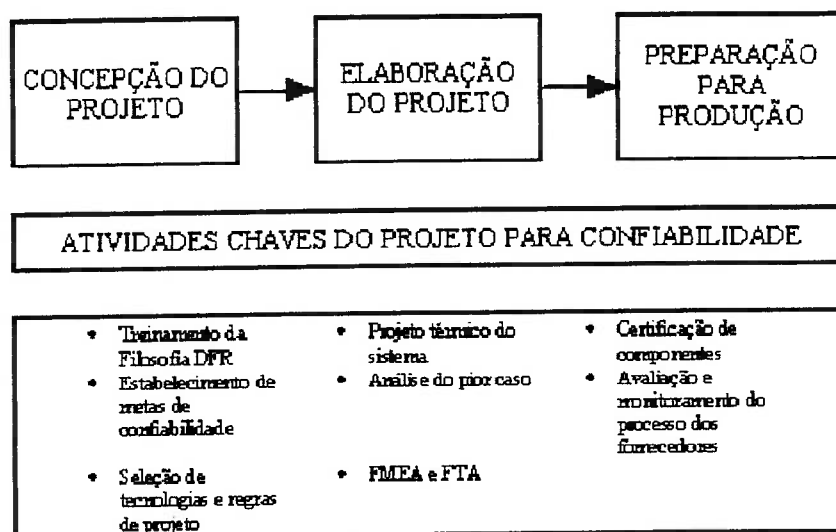 CONCEPÇÃO DO
PROJETO
ELABORAÇÃO
DO PROJETO
PREPARAÇÃO
PARA
PRODUÇÃO
ATIVIDADES CHAVES DO PROJETO PARA CONFIABILIDADE
• Treinamento da
Filosofia DFR
• Estabelecimento de
metas de
confiabilidade
• Seleção de
tecnologias e regras
de projeto
• Projeto térmico do
sistema
• Análise do pior caso
• FMEA e FTA
• Certificação de
componentes
• Avaliação e
monitoramento do
processo dos
fornecedores